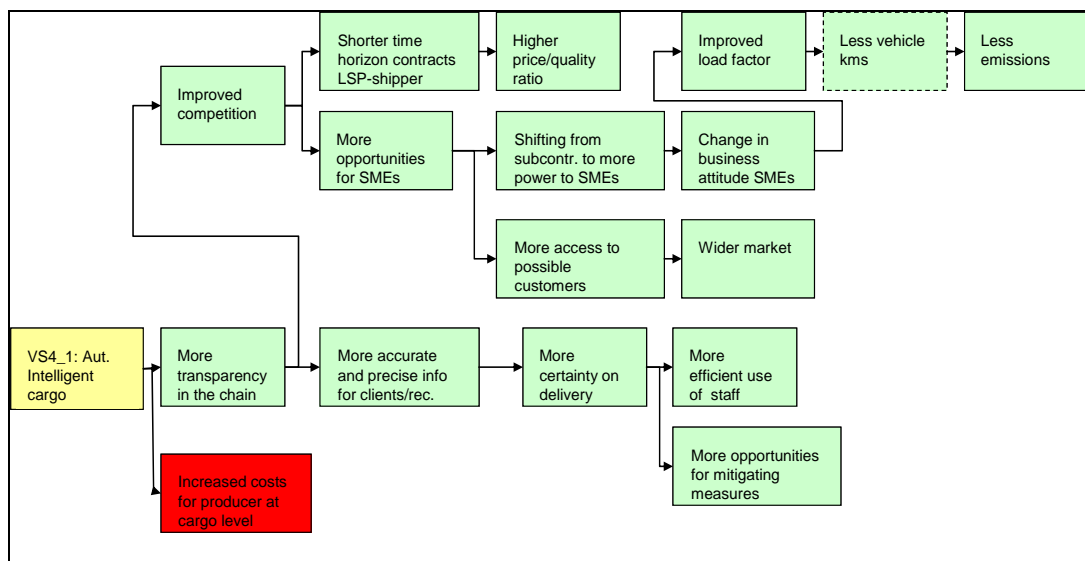 Shorter time
horizon contracts
LSP-shipper
Higher
price/quality
ratio
Improved
load factor
Less vehicle
kms
Less
emissions
Improved
competition
More
opportunities
for SMEs
Shifting from
subcontr. to more
power to SMEs
Change in
business
attitude SMEs
More access to
possible
customers
Wider market
VS4_1: Aut.
Intelligent
cargo
More
transparency
in the chain
More accurate
and precise info
for clients/rec.
More
certainty on
delivery
More
efficient use
of staff
More opportunities
for mitigating
measures
Increased costs
for producer at
cargo level